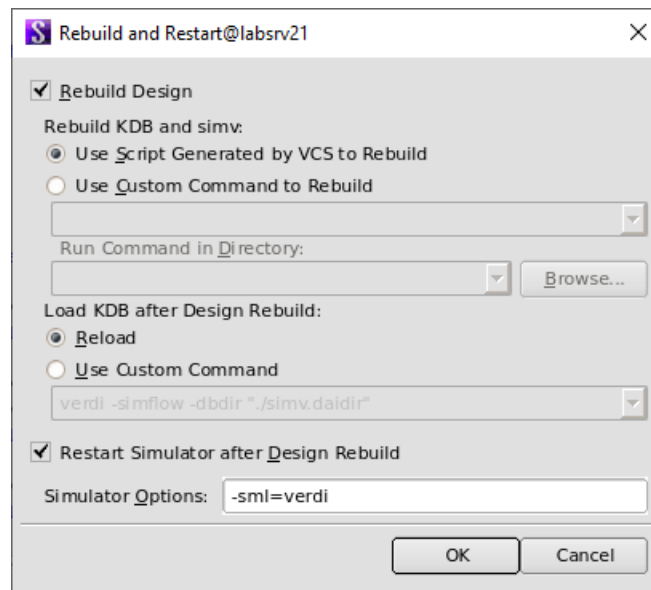 Rebuild and Restart@labsrv21
Rebuild Design
Rebuild KDB and simv:
Use Script Generated by VCS to Rebuild
Use Custom Command to Rebuild
Run Command in Directory:
Browse...
Load KDB after Design Rebuild:
Reload
Use Custom Command
verdi -simflow -dbdir "./simv.daidir"
Restart Simulator after Design Rebuild
Simulator Options: -sml=verdi
OK Cancel